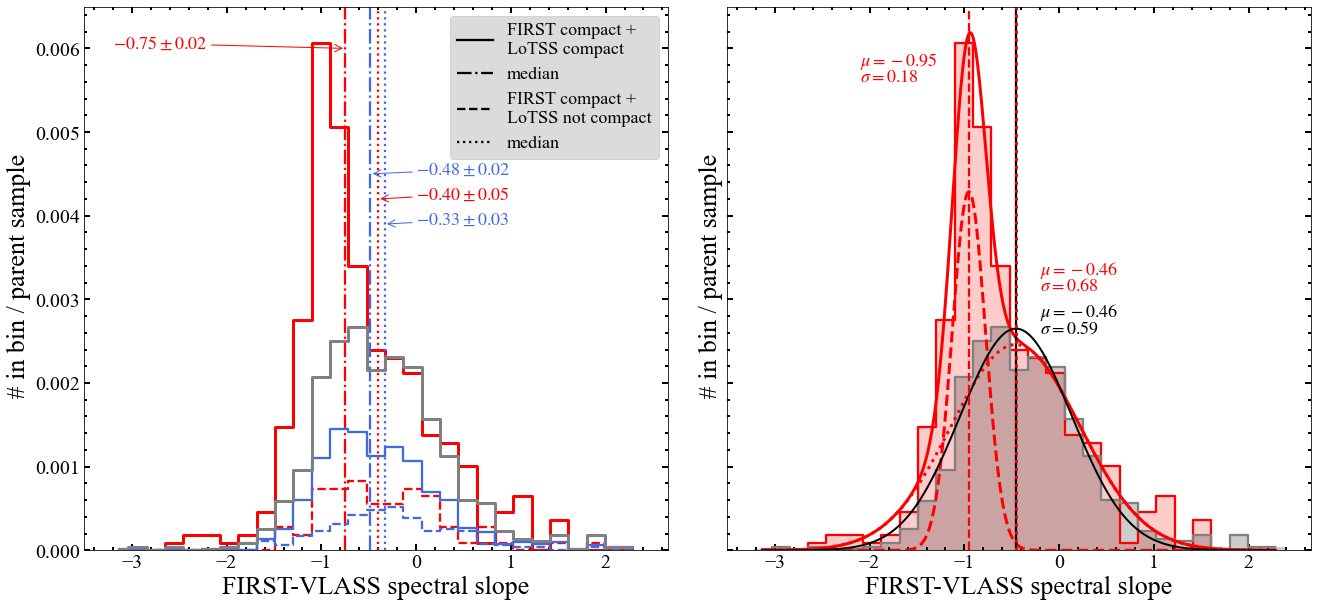 # in bin / parent sample
0.006
0.005
0.004
0.003
0.002
0.001
0.000
−0.75 ± 0.02
FIRST compact +
LoTSS compact
median
FIRST compact +
LoTSS not compact
median
−0.48 ± 0.02
−0.40 ± 0.05
−0.33 ± 0.03
−3 −2 −1 0 1 2
FIRST-VLASS spectral slope
# in bin / parent sample
μ = −0.95
σ = 0.18
μ = −0.46
σ = 0.68
μ = −0.46
σ = 0.59
−3 −2 −1 0 1 2
FIRST-VLASS spectral slope